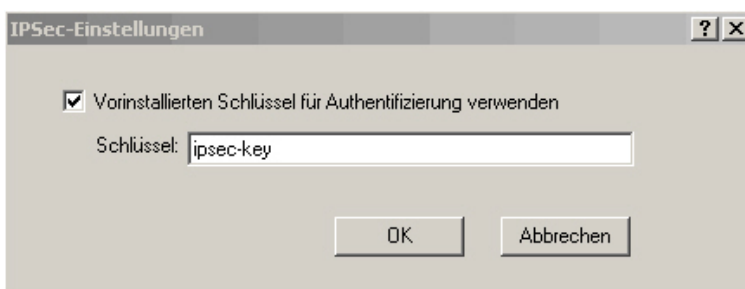 IPSec-Einstellungen
Vorinstallierten Schlüssel für Authentifizierung verwenden
Schlüssel: ipsec-key
OK Abbrechen